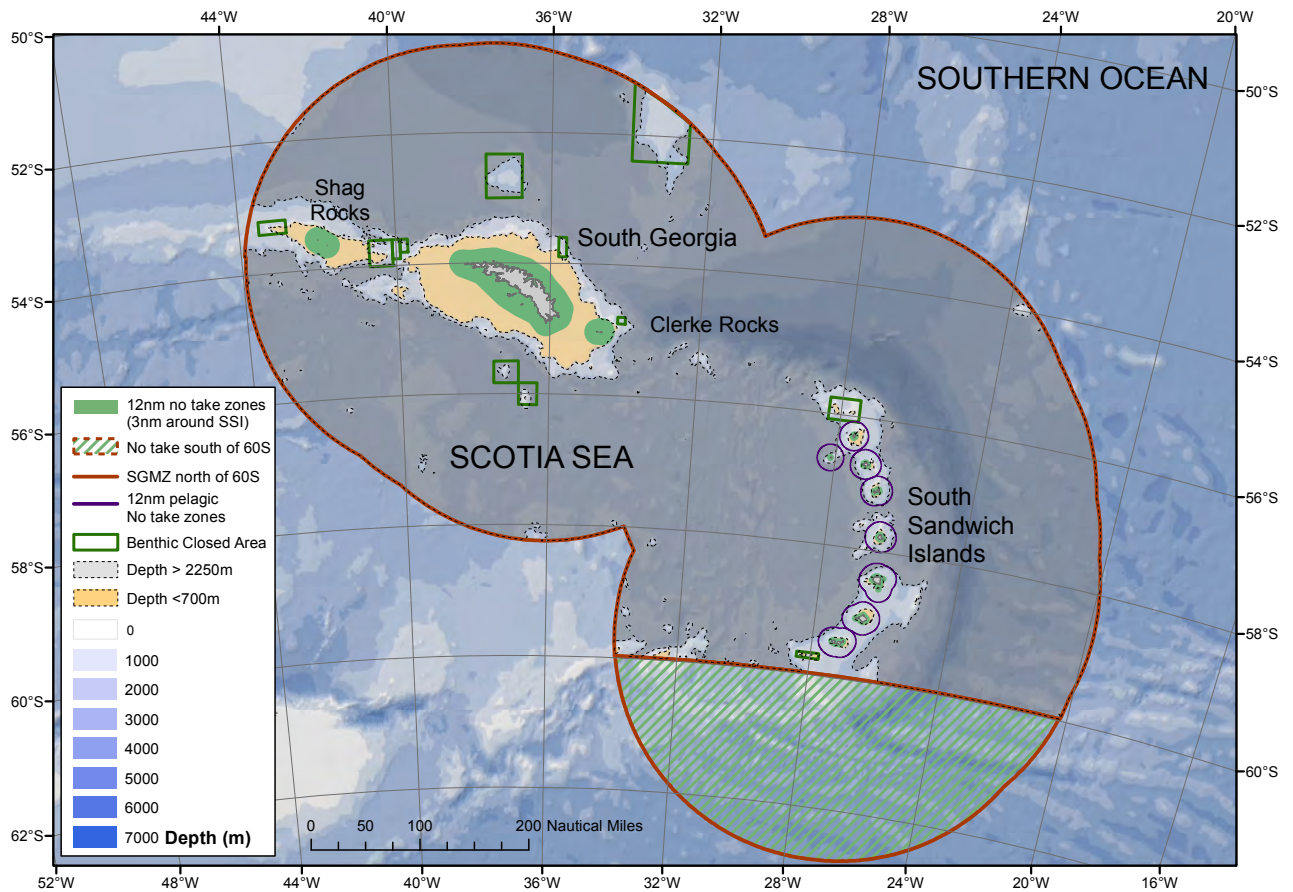 44°W 40°W 36°W 32°W 28°W 24°W 20°W
50°S
52°S
54°S
56°S
58°S
60°S
62°S
50°S
52°S
54°S
56°S
58°S
60°S
SOUTHERN OCEAN
Shag
Rocks
South Georgia
Clerke Rocks
SCOTIA SEA
South
Sandwich
Islands
12nm no take zones
(3nm around SSI)
No take south of 60S
SGMZ north of 60S
12nm pelagic
No take zones
Benthic Closed Area
Depth > 2250m
Depth <700m
0
1000
2000
3000
4000
5000
6000
7000 Depth (m)
0 50 100 200 Nautical Miles
52°W 48°W 44°W 40°W 36°W 32°W 28°W 24°W 20°W 16°W